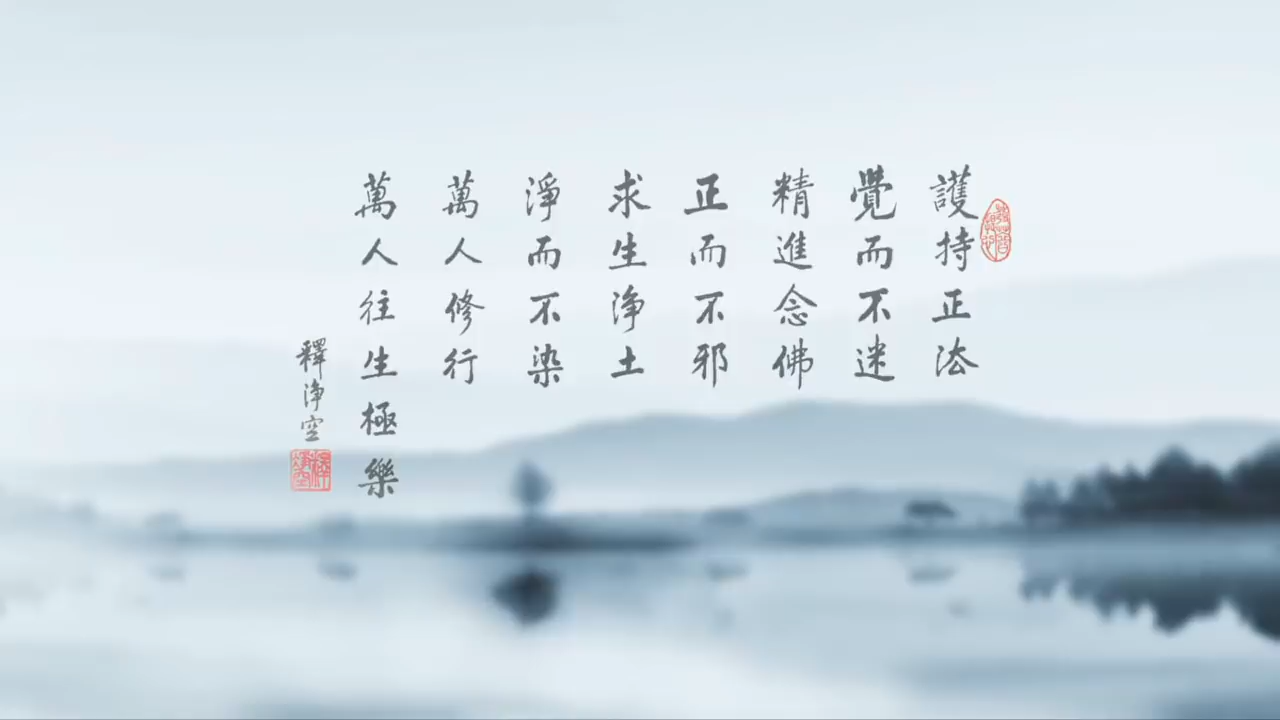 護持正法
覺而不迷
精進念佛
正而不邪
求生淨土
淨而不染
萬人修行
萬人往生極樂
釋淨空